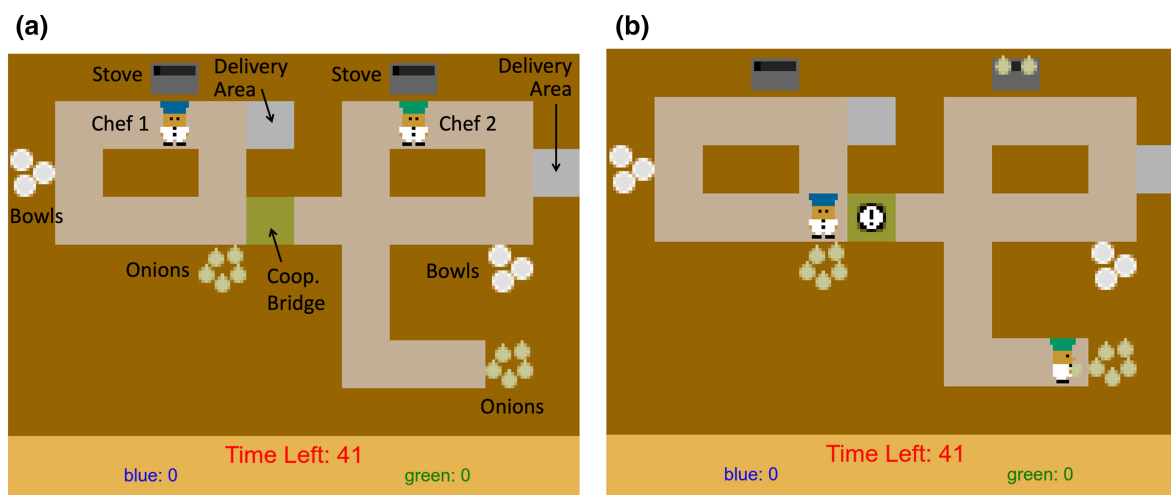 (a)
Stove
Delivery
Area
Stove
Delivery
Area
Chef 1
Chef 2
Bowls
Onions
Coop.
Bridge
Bowls
Onions
Time Left: 41
blue: 0
green: 0
(b)
!
Time Left: 41
blue: 0
green: 0